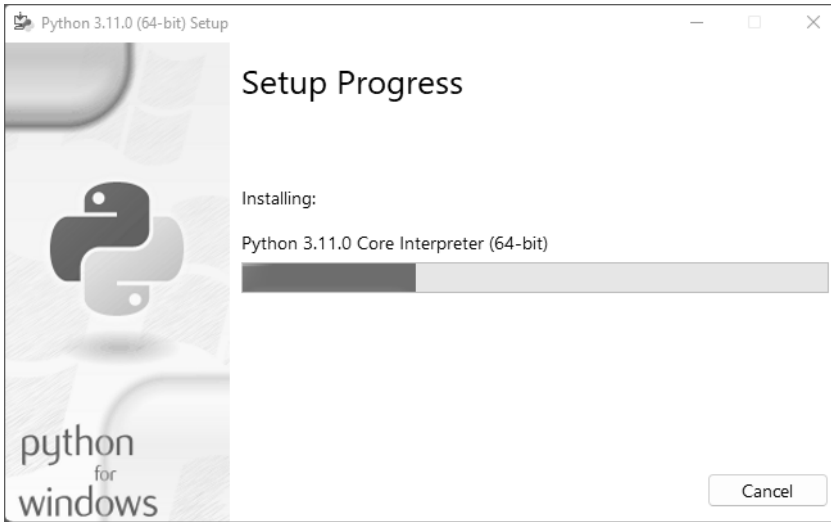 Python 3.11.0 (64-bit) Setup
Setup Progress
Installing:
Python 3.11.0 Core Interpreter (64-bit)
python
for
windows
Cancel